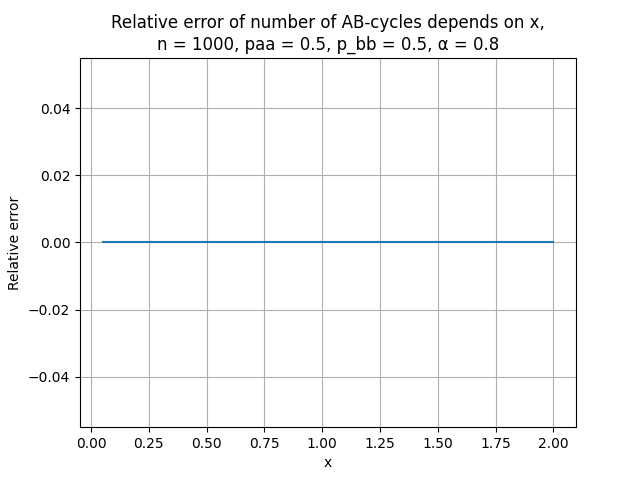 Relative error of number of AB-cycles depends on x,
n = 1000, paa = 0.5, p_bb = 0.5, α = 0.8
Relative error
0.04
0.02
0.00
−0.02
−0.04
0.00 0.25 0.50 0.75 1.00 1.25 1.50 1.75 2.00
x